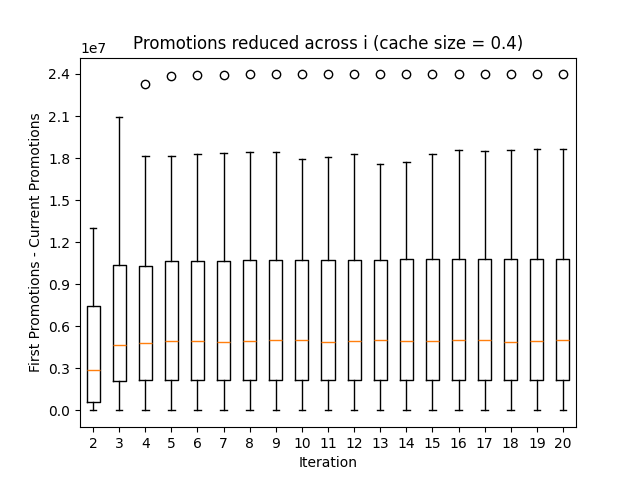 Promotions reduced across i (cache size = 0.4)
1e7
2.4
2.1
1.8
1.5
1.2
0.9
0.6
0.3
0.0
First Promotions - Current Promotions
2 3 4 5 6 7 8 9 10 11 12 13 14 15 16 17 18 19 20
Iteration